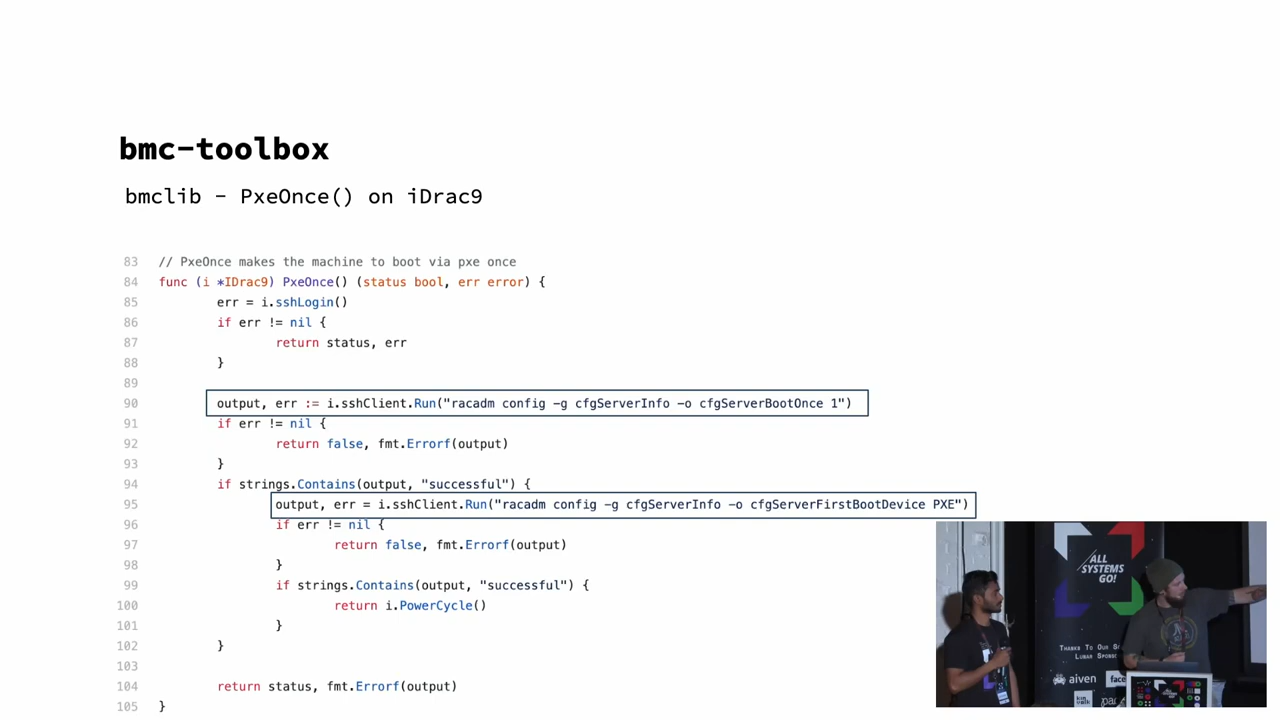 bmc-toolbox
bmclib - PxeOnce() on iDrac9
83 // PxeOnce makes the machine to boot via pxe once
84 func (i *IDrac9) PxeOnce() (status bool, err error) {
85 err = i.sshLogin()
86 if err != nil {
87 return status, err
88 }
89
90 output, err := i.sshClient.Run("racadm config -g cfgServerInfo -o cfgServerBootOnce 1")
91 if err != nil {
92 return false, fmt.Errorf(output)
93 }
94 if strings.Contains(output, "successful") {
95 output, err = i.sshClient.Run("racadm config -g cfgServerInfo -o cfgServerFirstBootDevice PXE")
96 if err != nil {
97 return false, fmt.Errorf(output)
98 }
99 if strings.Contains(output, "successful") {
100 return i.PowerCycle()
101 }
102 }
103
104 return status, fmt.Errorf(output)
105 }
ALL
SYSTEMS
GO!
THANKS TO OUR
LUNAR
aiven